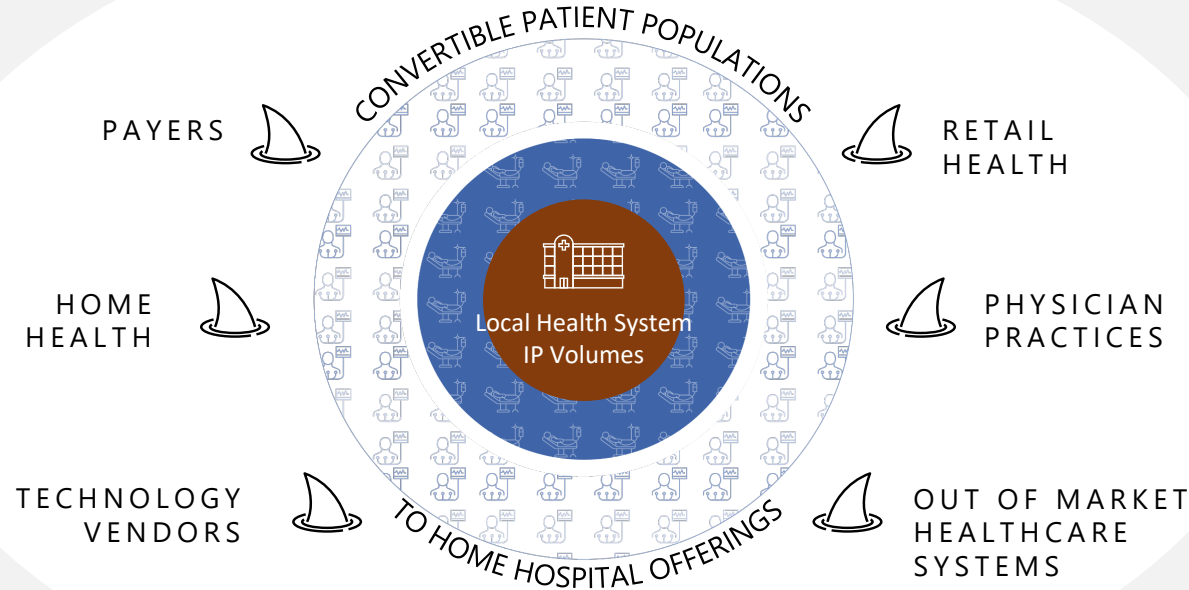 CONVERTIBLE PATIENT POPULATIONS
PAYERS
RETAIL
HEALTH
HOME
HEALTH
Local Health System
IP Volumes
PHYSICIAN
PRACTICES
TECHNOLOGY
VENDORS
TO HOME HOSPITAL OFFERINGS
OUT OF MARKET
HEALTHCARE
SYSTEMS